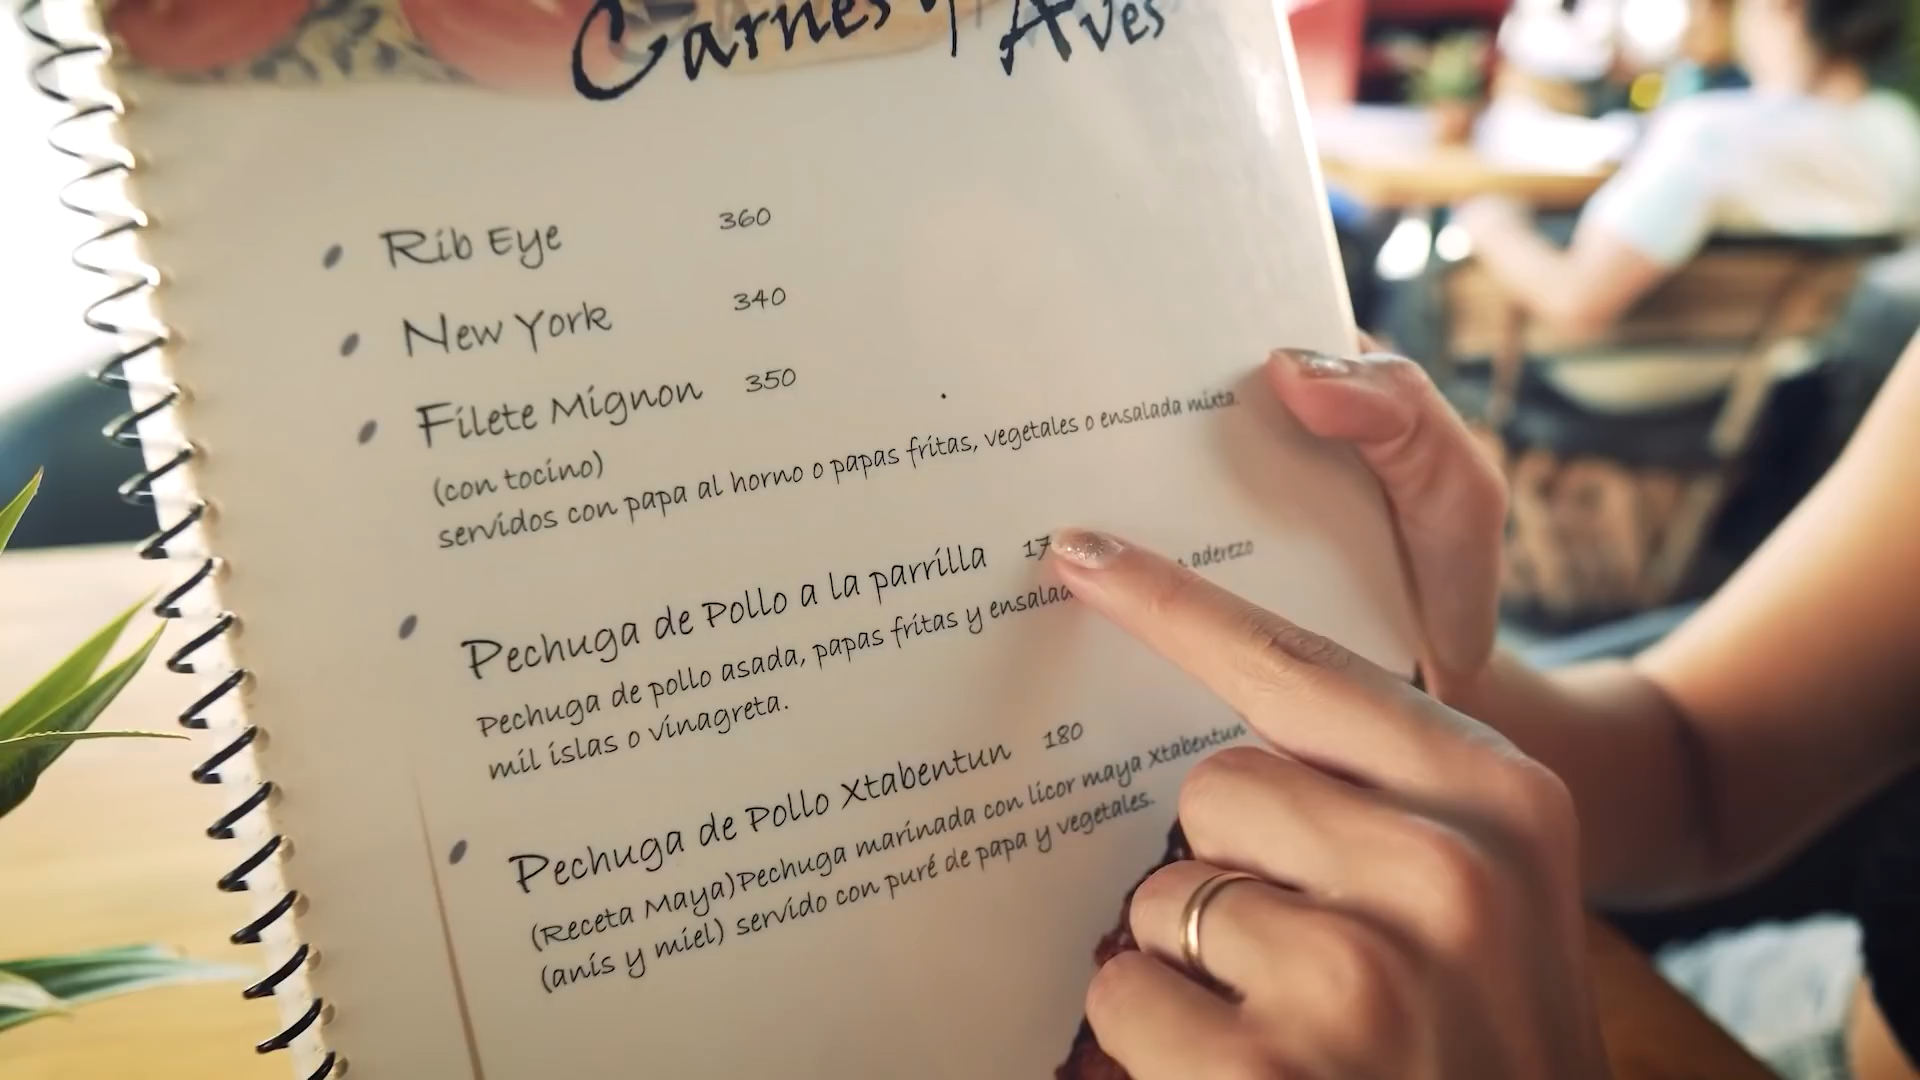 Carnes y Aves
Rib Eye 360
New York 340
Filete Mignon 350
(con tocino)
servidos con papa al horno o papas fritas, vegetales o ensalada mixta.
Pechuga de Pollo a la parrilla
Pechuga de pollo asada, papas fritas y aderezo
mil islas o vinagreta.
Pechuga de Pollo Xtabentun 180
(Receta Maya)Pechuga marinada con licor maya Xtabentun
(anís y miel) servido con puré de papa y vegetales.